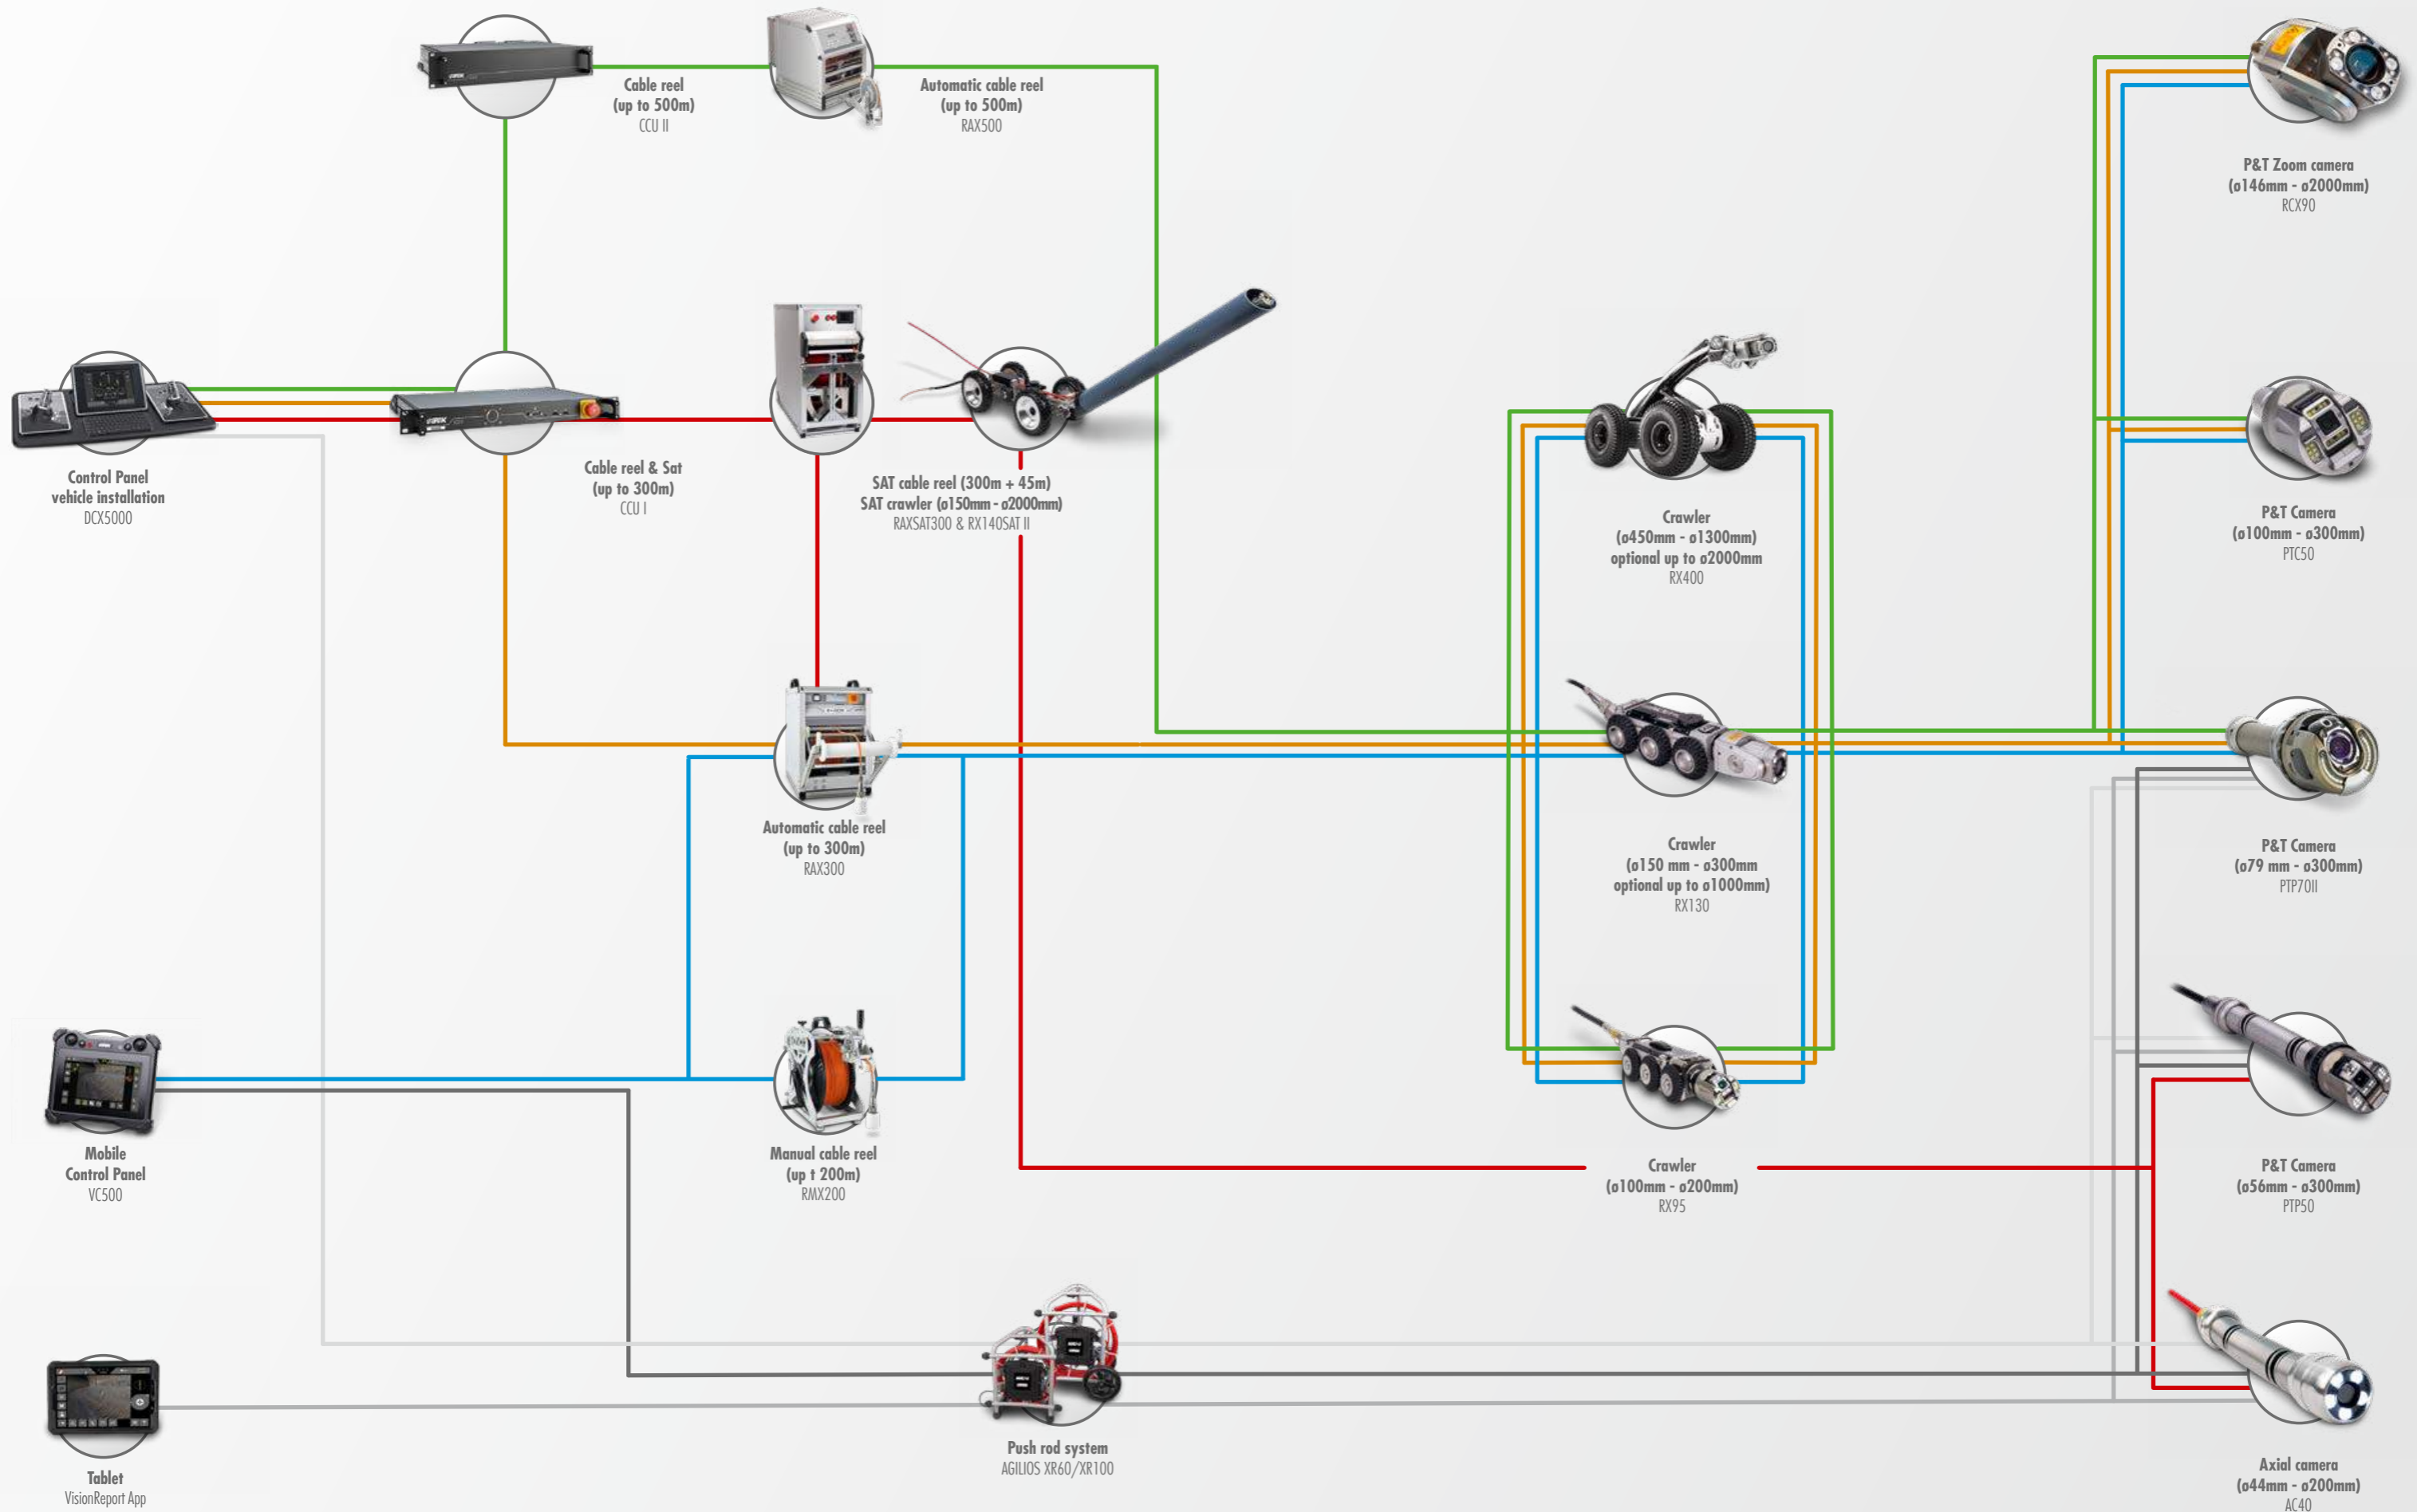 Cable reel
(up to 500m)
CCU II
Automatic cable reel
(up to 500m)
RAX500
P&T Zoom camera
(ø146mm - ø2000mm)
RCX90
Control Panel
vehicle installation
DCX5000
Cable reel & Sat
(up to 300m)
CCU I
SAT cable reel (300m + 45m)
SAT crawler (ø150mm - ø2000mm)
RAXSAT300 & RX140SAT II
Crawler
(ø450mm - ø1300mm)
optional up to ø2000mm
RX400
P&T Camera
(ø100mm - ø300mm)
PTC50
Automatic cable reel
(up to 300m)
RAX300
Crawler
(ø150 mm - ø300mm
optional up to ø1000mm)
RX130
P&T Camera
(ø79 mm - ø300mm)
PTP70II
Mobile
Control Panel
VC500
Manual cable reel
(up t 200m)
RMX200
Crawler
(ø100mm - ø200mm)
RX95
P&T Camera
(ø56mm - ø300mm)
PTP50
Tablet
VisionReport App
Push rod system
AGILIOS XR60/XR100
Axial camera
(ø44mm - ø200mm)
AC40